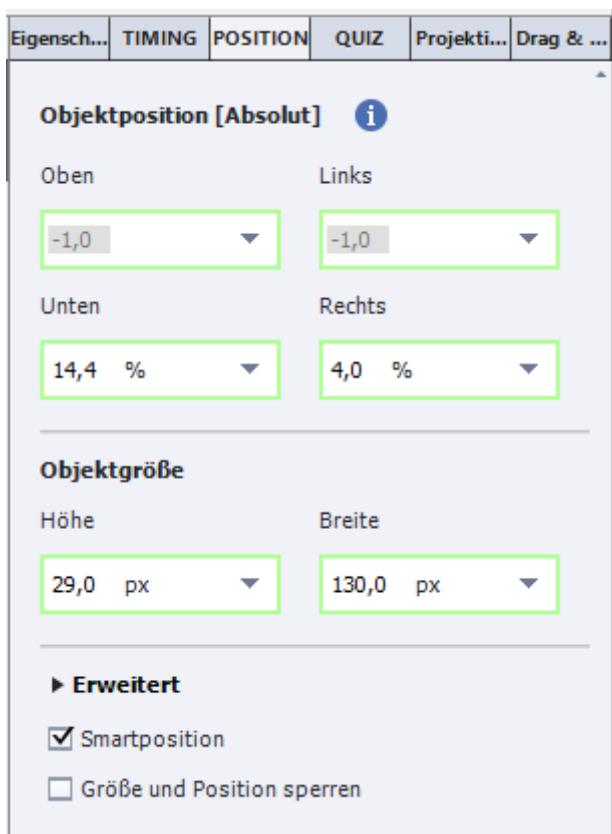 Eigensch... TIMING POSITION QUIZ Projekti... Drag & ...
Objektposition [Absolut] i
Oben Links
-1,0 -1,0
Unten Rechts
14,4 % 4,0 %
Objektgröße
Höhe Breite
29,0 px 130,0 px
Erweitert
Smartposition
Größe und Position sperren